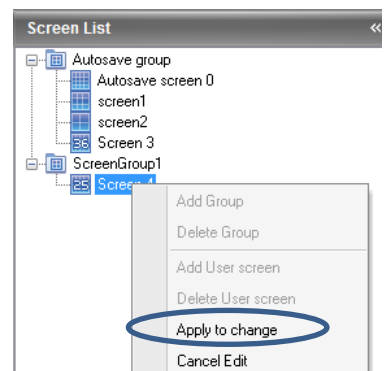 Screen List «
Autosave group
Autosave screen 0
screen1
screen2
36 Screen 3
ScreenGroup1
25 Screen 4
Add Group
Delete Group
Add User screen
Delete User screen
Apply to change
Cancel Edit